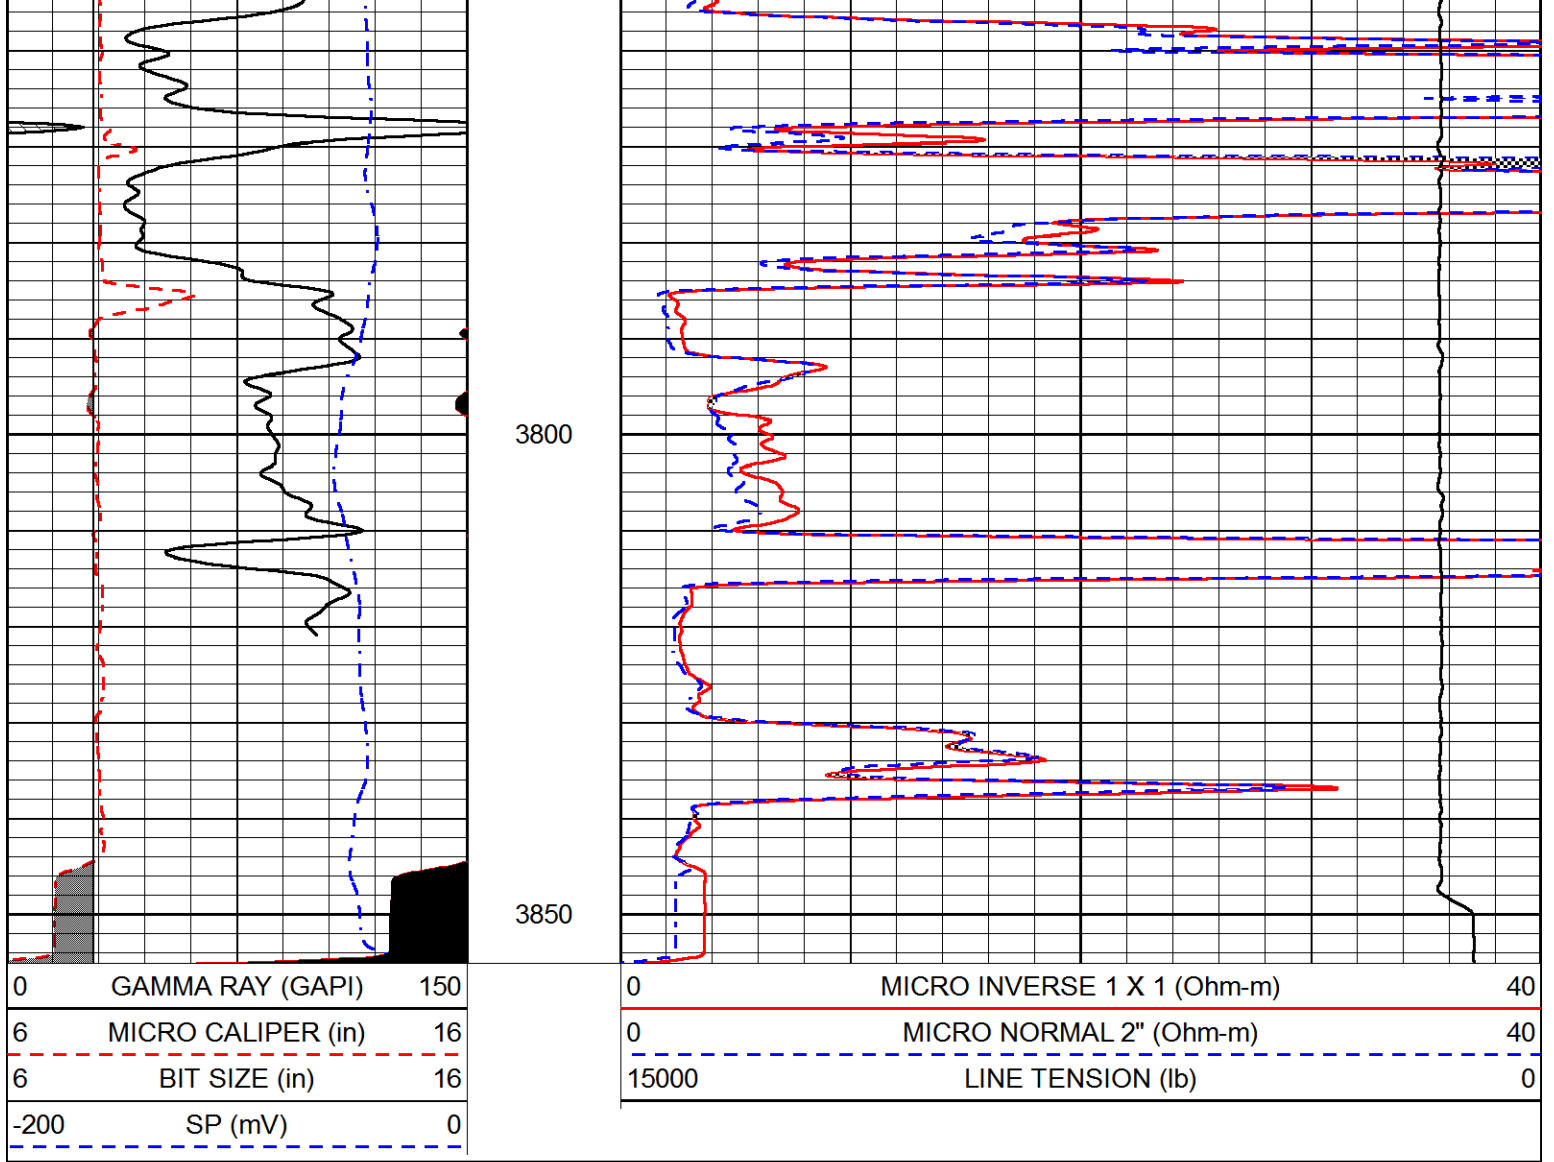 3800
3850
0 GAMMA RAY (GAPI) 150
6 MICRO CALIPER (in) 16
6 BIT SIZE (in) 16
-200 SP (mV) 0
0 MICRO INVERSE 1 X 1 (Ohm-m) 40
0 MICRO NORMAL 2" (Ohm-m) 40
15000 LINE TENSION (lb) 0